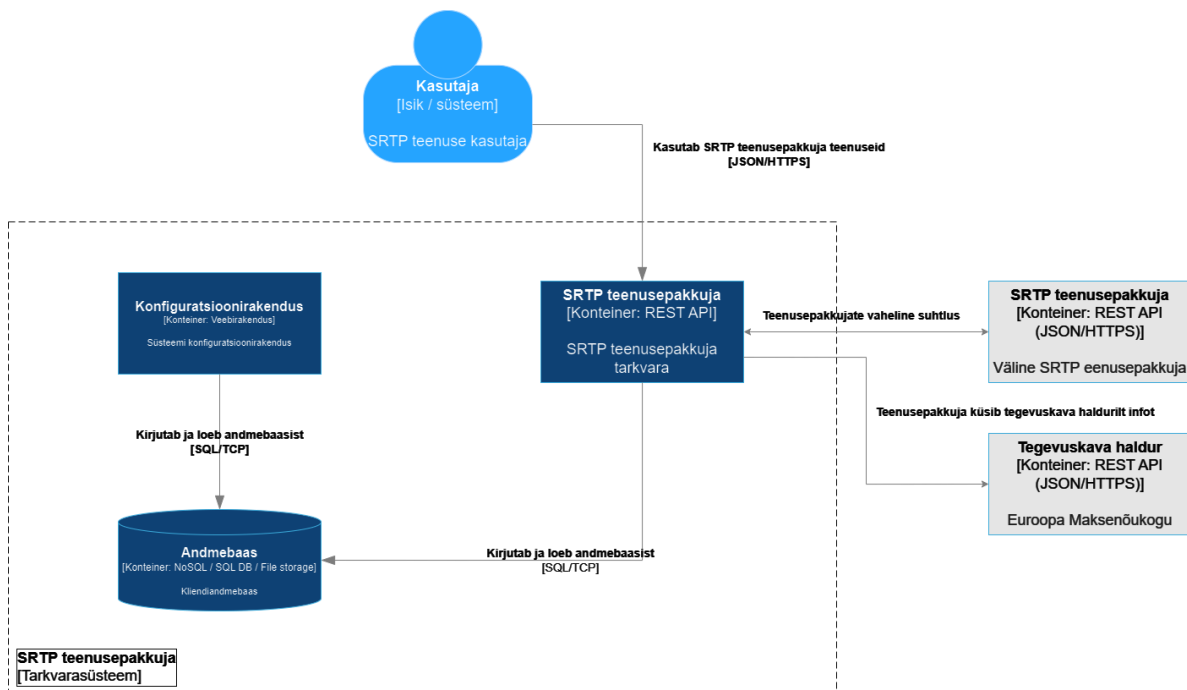 Kasutaja
[Isik / süsteem]
SRTP teenuse kasutaja
Kasutab SRTP teenusepakkuja teenuseid
[JSON/HTTPS]
Konfiguratsioonirakendus
[Konteiner: Veebirakendus]
Süsteemi konfiguratsioonirakendus
SRTP teenusepakkuja
[Konteiner: REST API]
SRTP teenusepakkuja
tarkvara
Teenusepakkujate vaheline suhtlus
SRTP teenusepakkuja
[Konteiner: REST API
(JSON/HTTPS)]
Väline SRTP eenusepakkuja
Teenusepakkuja küsib tegevuskava haldurilt infot
Kirjutab ja loeb andmebaasist
[SQL/TCP]
Tegevuskava haldur
[Konteiner: REST API
(JSON/HTTPS)]
Euroopa Maksenõukogu
Andmebaas
[Konteiner: NoSQL / SQL DB / File storage]
Kliendiandmebaas
Kirjutab ja loeb andmebaasist
[SQL/TCP]
SRTP teenusepakkuja
[Tarkvarasüsteem]